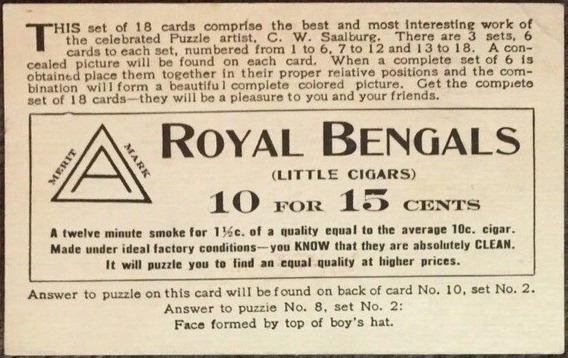 THIS set of 18 cards comprise the best and most interesting work of
the celebrated Puzzle artist, C. W. Saalburg. There are 3 sets, 6
cards to each set, numbered from 1 to 6, 7 to 12 and 13 to 18. A con-
cealed picture will be found on each card. When a complete set of 6 is
obtained place them together in their proper relative positions and the com-
bination will form a beautiful complete colored picture. Get the complete
set of 18 cards—they will be a pleasure to you and your friends.
MERIT A MARK
ROYAL BENGALS
(LITTLE CIGARS)
10 FOR 15 CENTS
A twelve minute smoke for 1½c. of a quality equal to the average 10c. cigar.
Made under ideal factory conditions—you KNOW that they are absolutely CLEAN.
It will puzzle you to find an equal quality at higher prices.
Answer to puzzle on this card will be found on back of card No. 10, set No. 2.
Answer to puzzle No. 8, set No. 2:
Face formed by top of boy's hat.